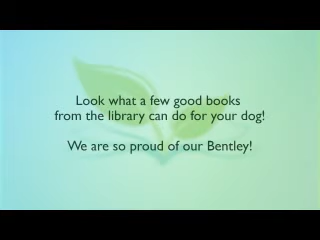 Look what a few good books
from the library can do for your dog!
We are so proud of our Bentley!